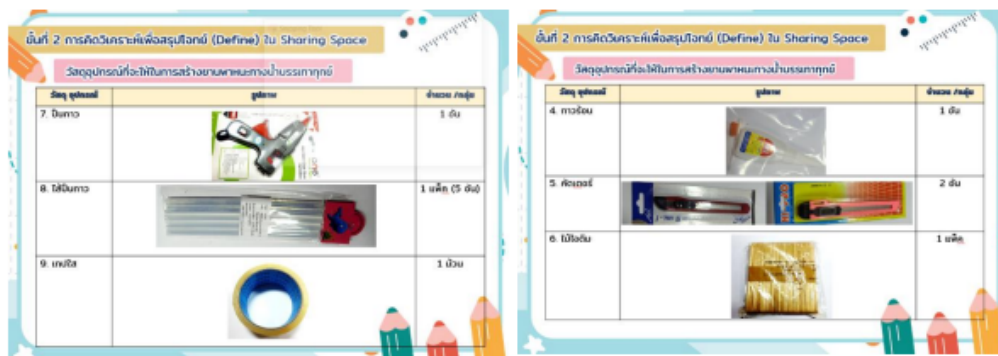 ขั้นที่ 2 การคิดวิเคราะห์เพื่อสรุปโจทย์ (Define) ใน Sharing Space
วัสดุอุปกรณ์ที่จะให้ในการสร้างยานพาหนะทางน้ำบรรเทาทุกข์
วัสดุ อุปกรณ์ รูปภาพ จำนวน /กลุ่ม
7. ปืนกาว 1 อัน
8. ไส้ปืนกาว 1 แพ็ค (5 อัน)
9. เทปใส 1 ม้วน
ขั้นที่ 2 การคิดวิเคราะห์เพื่อสรุปโจทย์ (Define) ใน Sharing Space
วัสดุอุปกรณ์ที่จะให้ในการสร้างยานพาหนะทางน้ำบรรเทาทุกข์
วัสดุ อุปกรณ์ รูปภาพ จำนวน /กลุ่ม
4. กาวร้อน 1 อัน
5. คัตเตอร์ 2 อัน
6. ไม้ไอติม 1 แพ็ค